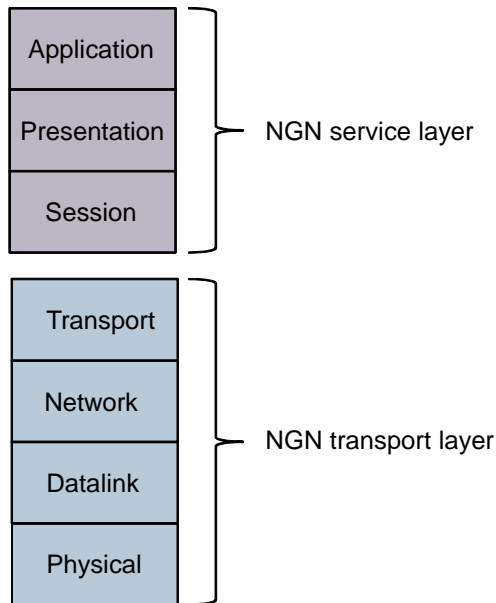 Application
Presentation
NGN service layer
Session
Transport
Network
NGN transport layer
Datalink
Physical